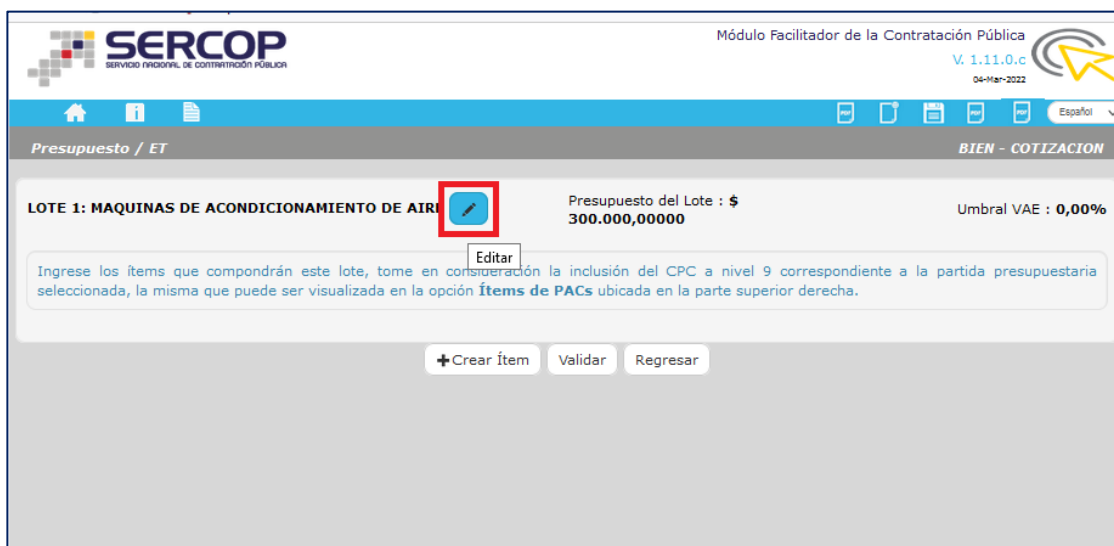 SERCOP
SERVICIO NACIONAL DE CONTRATACIÓN PÚBLICA
Módulo Facilitador de la Contratación Pública
V. 1.11.0.c
04-Mar-2022
Español
Presupuesto / ET
BIEN - COTIZACION
LOTE 1: MAQUINAS DE ACONDICIONAMIENTO DE AIR
Presupuesto del Lote : $
300.000,00000
Umbral VAE : 0,00%
Editar
Ingrese los ítems que compondrán este lote, tome en consideración la inclusión del CPC a nivel 9 correspondiente a la partida presupuestaria
seleccionada, la misma que puede ser visualizada en la opción Ítems de PACs ubicada en la parte superior derecha.
+Crear Ítem
Validar
Regresar